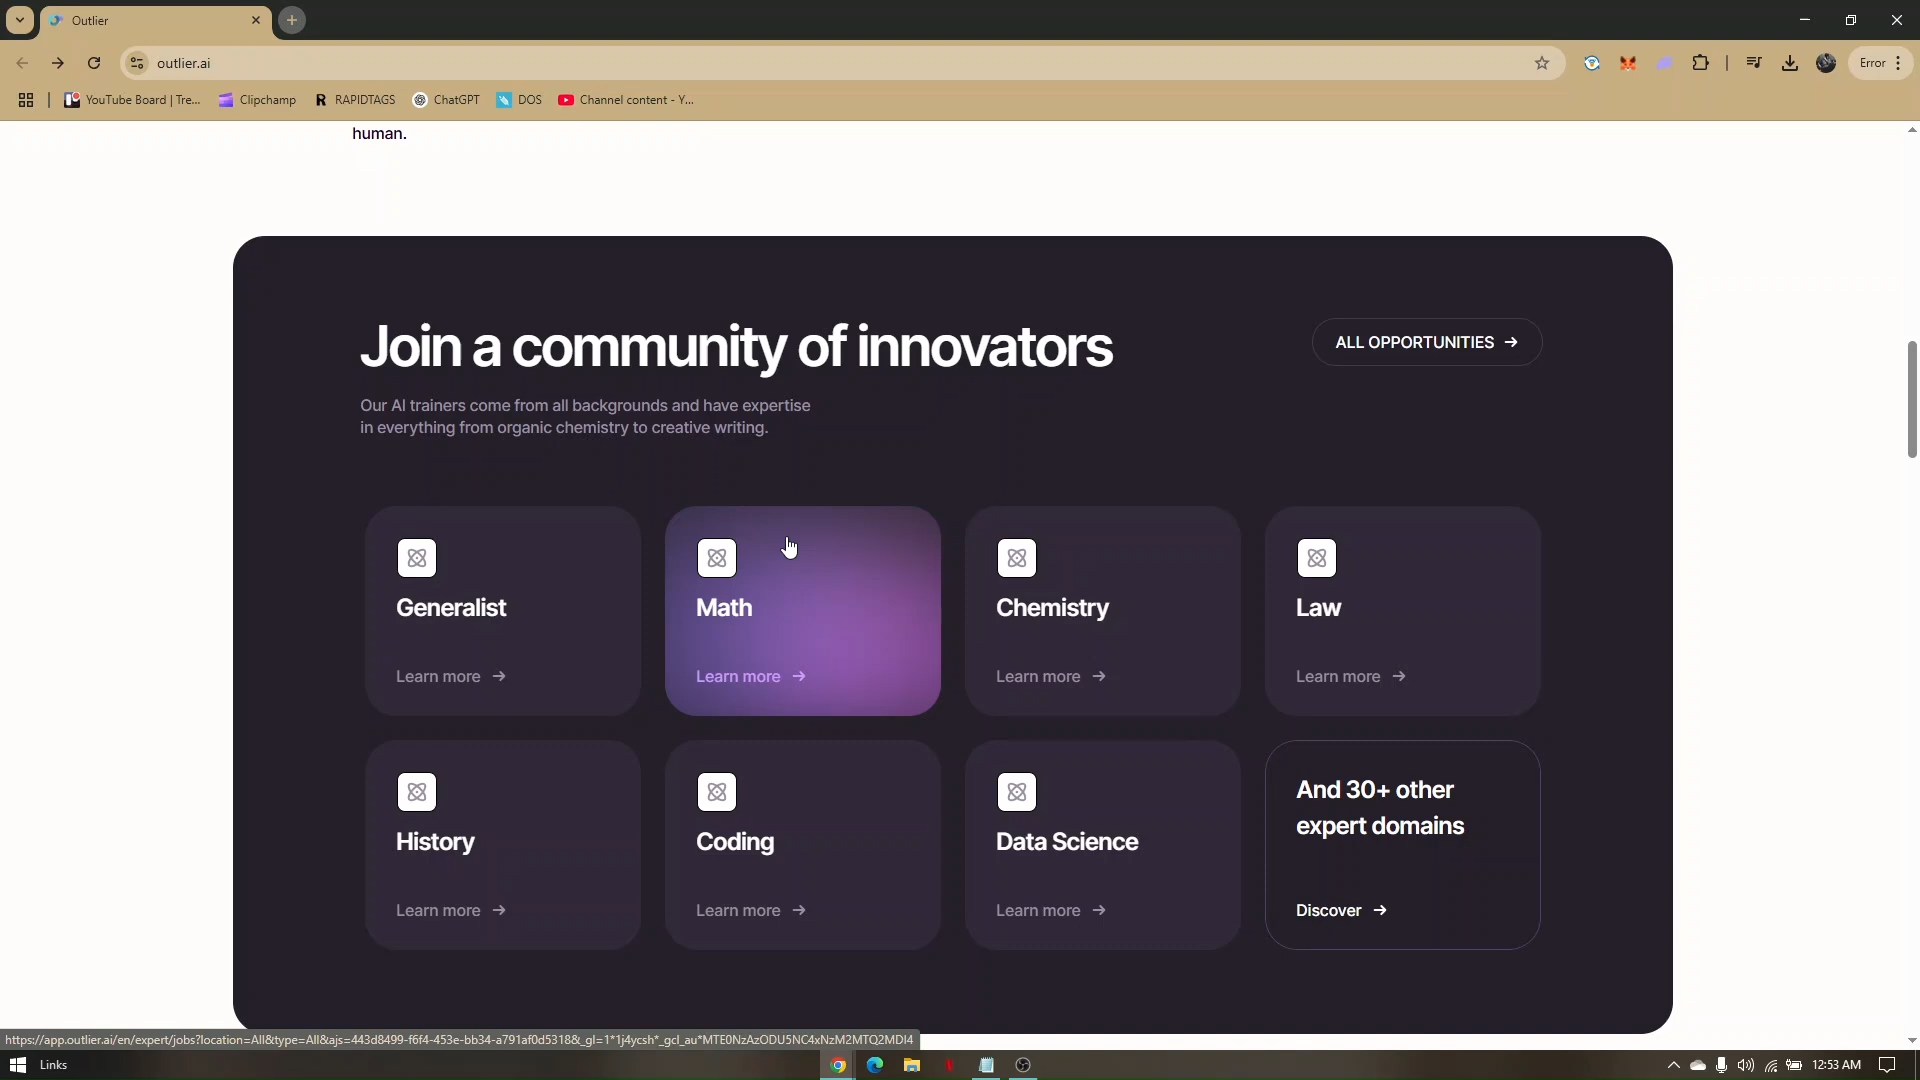 Outlier
outlier.ai
Error
YouTube Board | Tre...
Clipchamp
RAPIDTAGS
ChatGPT
DOS
Channel content - Y...
human.
Join a community of innovators
ALL OPPORTUNITIES →
Our AI trainers come from all backgrounds and have expertise
in everything from organic chemistry to creative writing.
Generalist
Learn more →
Math
Learn more →
Chemistry
Learn more →
Law
Learn more →
History
Learn more →
Coding
Learn more →
Data Science
Learn more →
And 30+ other
expert domains
Discover →
https://app.outlier.ai/en/expert/jobs?location=All&type=All&ajs=443d8499-f6f4-453e-bb34-a791af0d5318&_gl=1*1j4ycsh*_gcl_au*MTE0NzAzODU5NC4xNzM2MTQ2MDI4
Links
12:53 AM